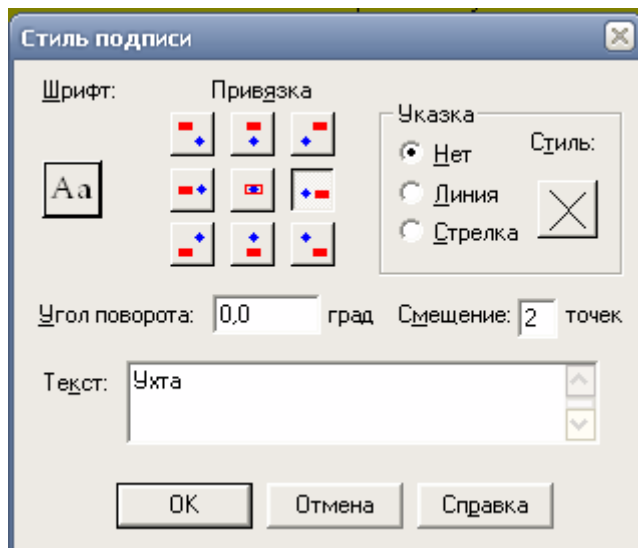 Стиль подписи
Шрифт: Привязка
Указка
Нет Стиль:
Aa
Линия
Стрелка
Угол поворота: 0,0 град Смещение: 2 точек
Текст: Ухта
OK Отмена Справка